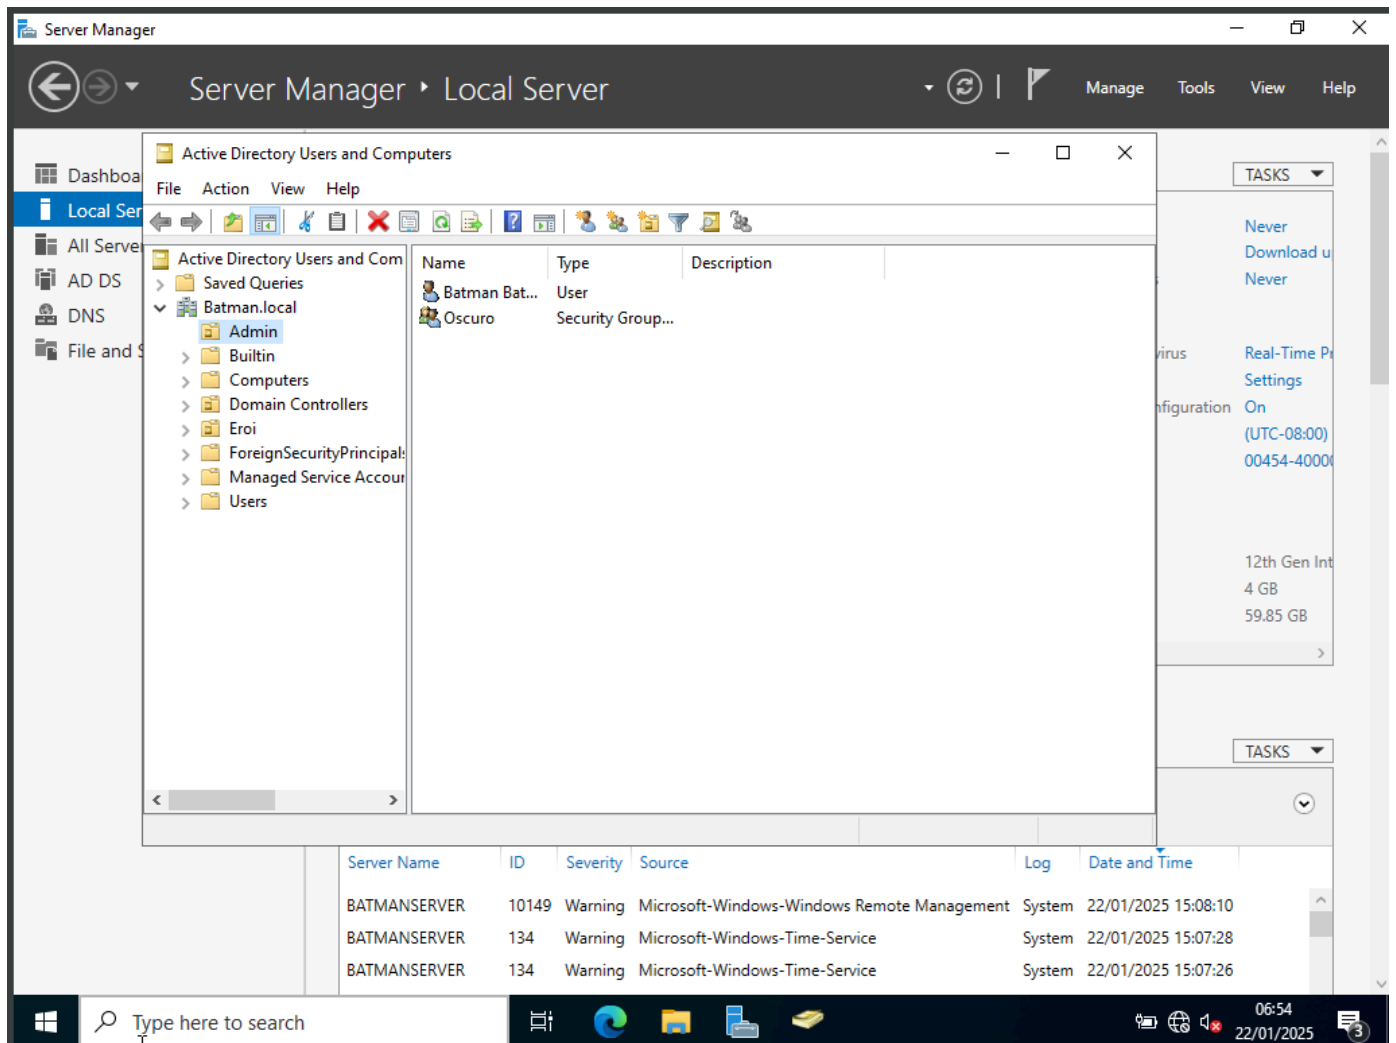 Server Manager
Server Manager ‣ Local Server
Manage Tools View Help
Dashboa
Local Ser
All Server
AD DS
DNS
File and S
Active Directory Users and Computers
File Action View Help
Active Directory Users and Com
Saved Queries
Batman.local
Admin
Builtin
Computers
Domain Controllers
Eroi
ForeignSecurityPrincipals
Managed Service Accoun
Users
Name Type Description
Batman Bat... User
Oscuro Security Group...
TASKS
Never
Download u
Never
virus Real-Time Pr
Settings
nfiguration On
(UTC-08:00)
00454-40000
12th Gen Int
4 GB
59.85 GB
TASKS
Server Name ID Severity Source Log Date and Time
BATMANSERVER 10149 Warning Microsoft-Windows-Windows Remote Management System 22/01/2025 15:08:10
BATMANSERVER 134 Warning Microsoft-Windows-Time-Service System 22/01/2025 15:07:28
BATMANSERVER 134 Warning Microsoft-Windows-Time-Service System 22/01/2025 15:07:26
Type here to search
06:54
22/01/2025
3